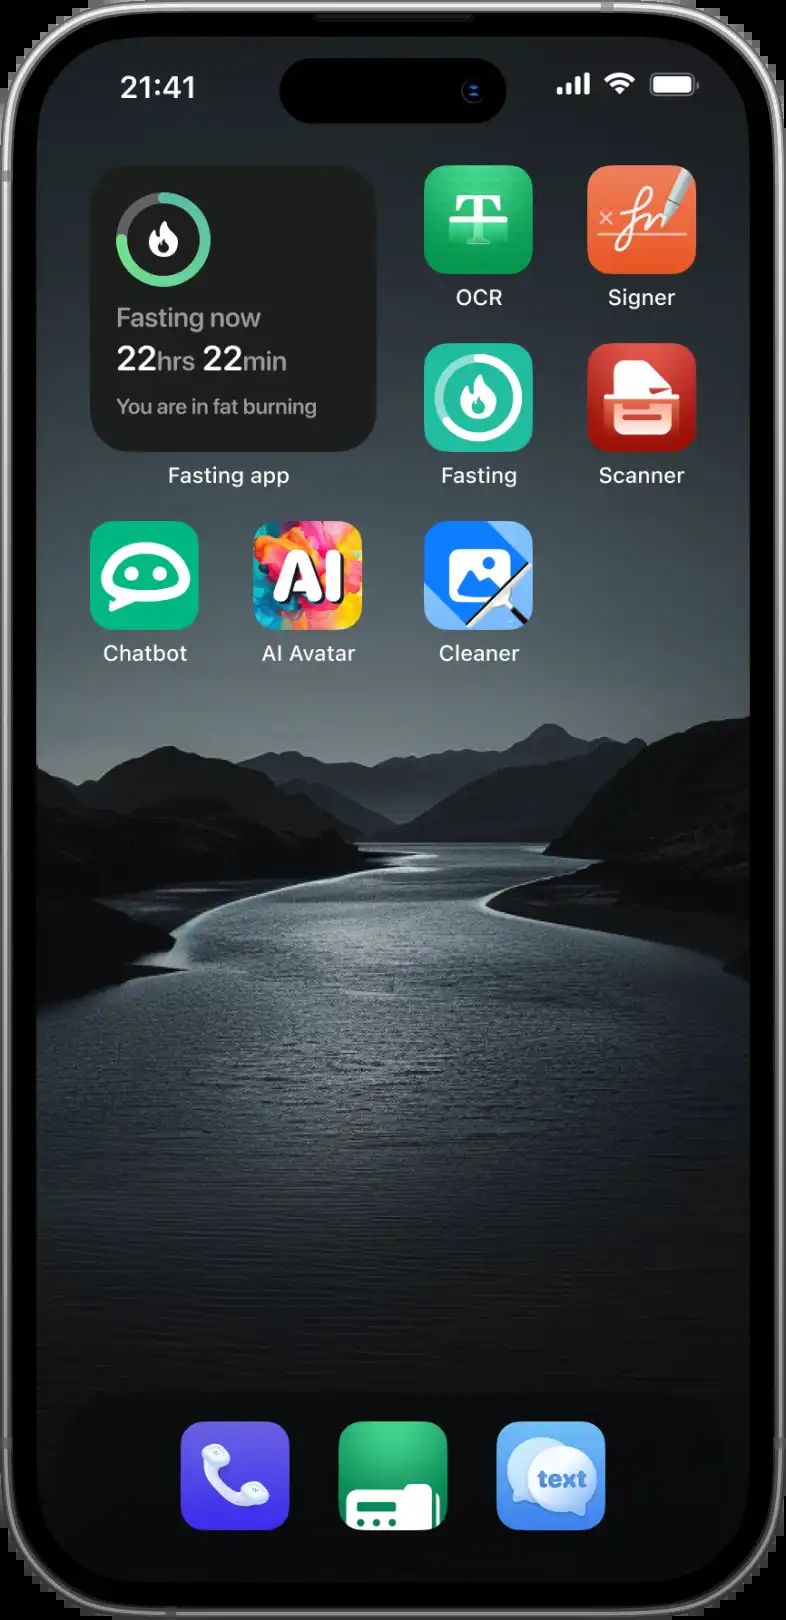 21:41
Fasting now
22hrs 22min
You are in fat burning
Fasting app
T
OCR
Signer
Fasting
Scanner
Chatbot
AI
AI Avatar
Cleaner
text